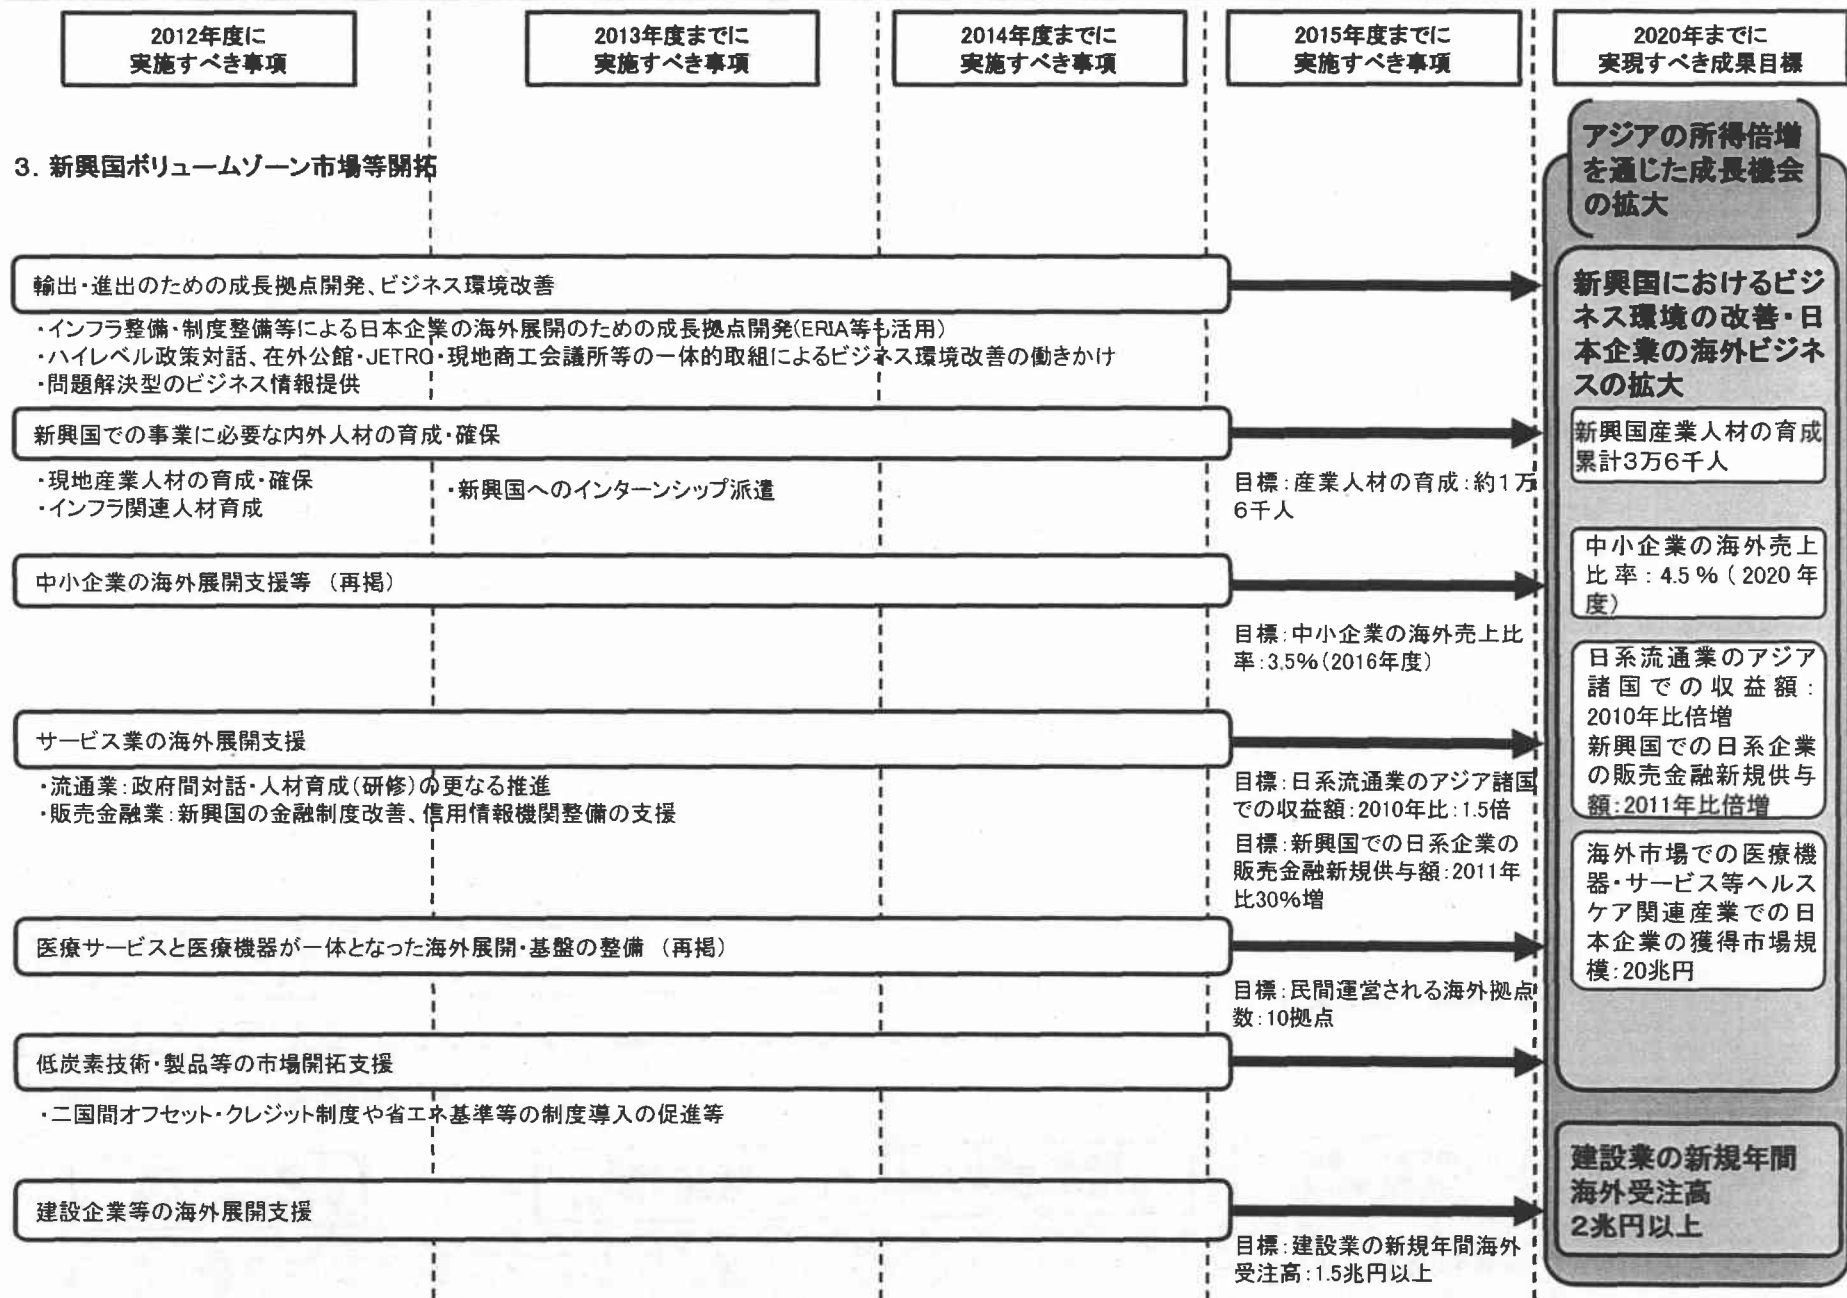 2012年度に
実施すべき事項
2013年度までに
実施すべき事項
2014年度までに
実施すべき事項
2015年度までに
実施すべき事項
2020年までに
実現すべき成果目標
3. 新興国ボリュームゾーン市場等開拓
アジアの所得倍増
を通じた成長機会
の拡大
輸出・進出のための成長拠点開発、ビジネス環境改善
・インフラ整備・制度整備等による日本企業の海外展開のための成長拠点開発(ERIA等も活用)
・ハイレベル政策対話、在外公館・JETRO・現地商工会議所等の一体的取組によるビジネス環境改善の働きかけ
・問題解決型のビジネス情報提供
新興国におけるビジ
ネス環境の改善・日
本企業の海外ビジネ
スの拡大
新興国での事業に必要な内外人材の育成・確保
・現地産業人材の育成・確保
・インフラ関連人材育成
・新興国へのインターンシップ派遣
目標:産業人材の育成:約1万
6千人
新興国産業人材の育成
累計3万6千人
中小企業の海外展開支援等 (再掲)
目標:中小企業の海外売上比
率:3.5%(2016年度)
中小企業の海外売上
比率:4.5%(2020年
度)
サービス業の海外展開支援
・流通業:政府間対話・人材育成(研修)の更なる推進
・販売金融業:新興国の金融制度改善、信用情報機関整備の支援
目標:日系流通業のアジア諸国
での収益額:2010年比:1.5倍
目標:新興国での日系企業の
販売金融新規供与額:2011年
比30%増
日系流通業のアジア
諸国での収益額:
2010年比倍増
新興国での日系企業
の販売金融新規供与
額:2011年比倍増
医療サービスと医療機器が一体となった海外展開・基盤の整備 (再掲)
目標:民間運営される海外拠点
数:10拠点
海外市場での医療機
器・サービス等ヘルス
ケア関連産業での日
本企業の獲得市場規
模:20兆円
低炭素技術・製品等の市場開拓支援
・二国間オフセット・クレジット制度や省エネ基準等の制度導入の促進等
建設企業等の海外展開支援
目標:建設業の新規年間海外
受注高:1.5兆円以上
建設業の新規年間
海外受注高
2兆円以上